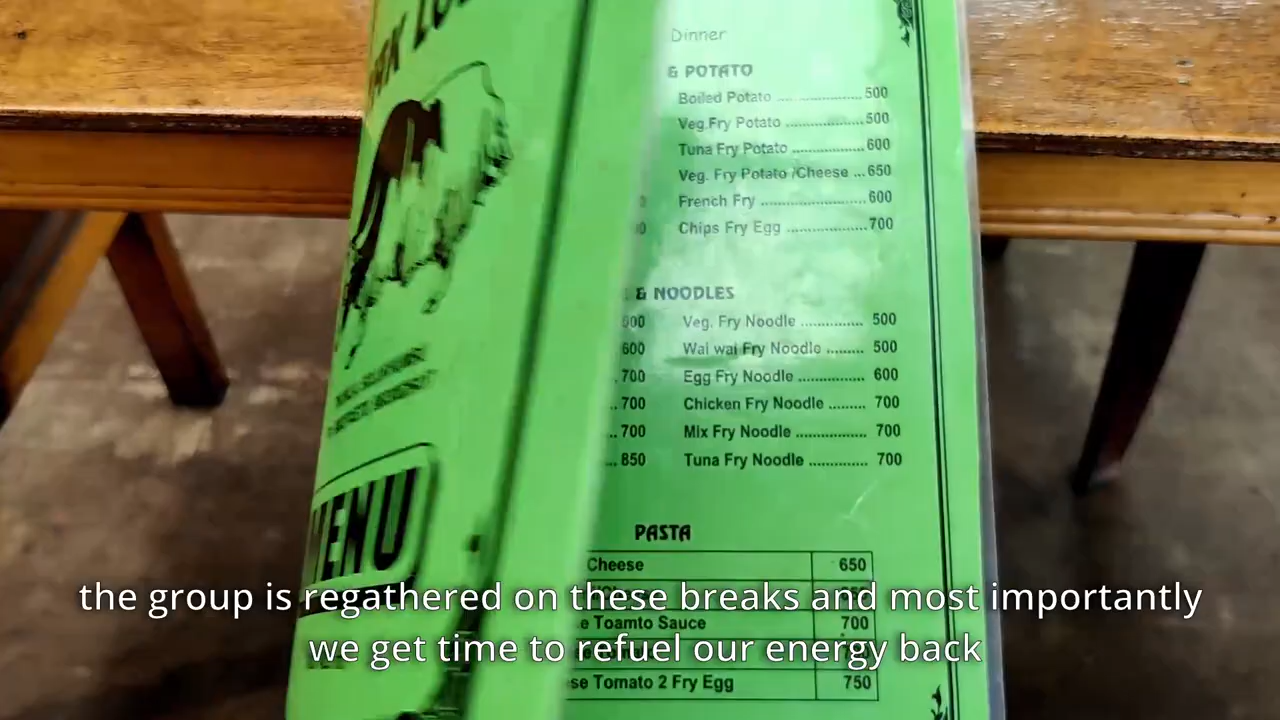 MENU
Dinner
& POTATO
Boiled Potato ..................... 500
Veg.Fry Potato ................... 500
Tuna Fry Potato ................. 600
Veg. Fry Potato /Cheese ... 650
French Fry ......................... 600
Chips Fry Egg ................... 700
& NOODLES
600 Veg. Fry Noodle ............... 500
600 Wai wai Fry Noodle ......... 500
700 Egg Fry Noodle ................ 600
700 Chicken Fry Noodle ......... 700
700 Mix Fry Noodle ................ 700
850 Tuna Fry Noodle ............. 700
PASTA
Cheese 650
Toamto Sauce 700
Tomato 2 Fry Egg 750
the group is regathered on these breaks and most importantly
we get time to refuel our energy back